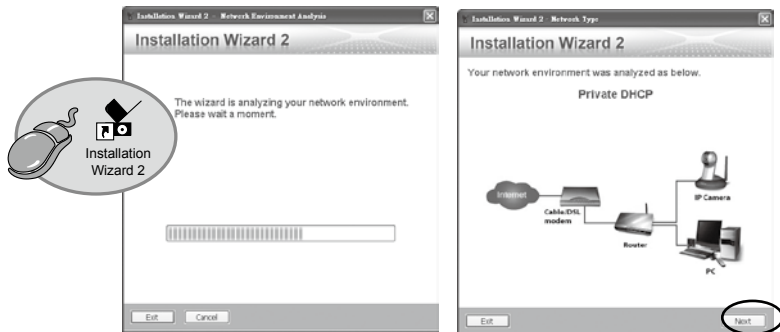 Installation Wizard 2 - Network Environment Analysis
Installation Wizard 2
The wizard is analyzing your network environment.
Please wait a moment.
Installation
Wizard 2
Exit
Cancel
Installation Wizard 2 - Network Type
Installation Wizard 2
Your network environment was analyzed as below.
Private DHCP
Internet
Cable/DSL
modem
Router
IP Camera
PC
Exit
Next